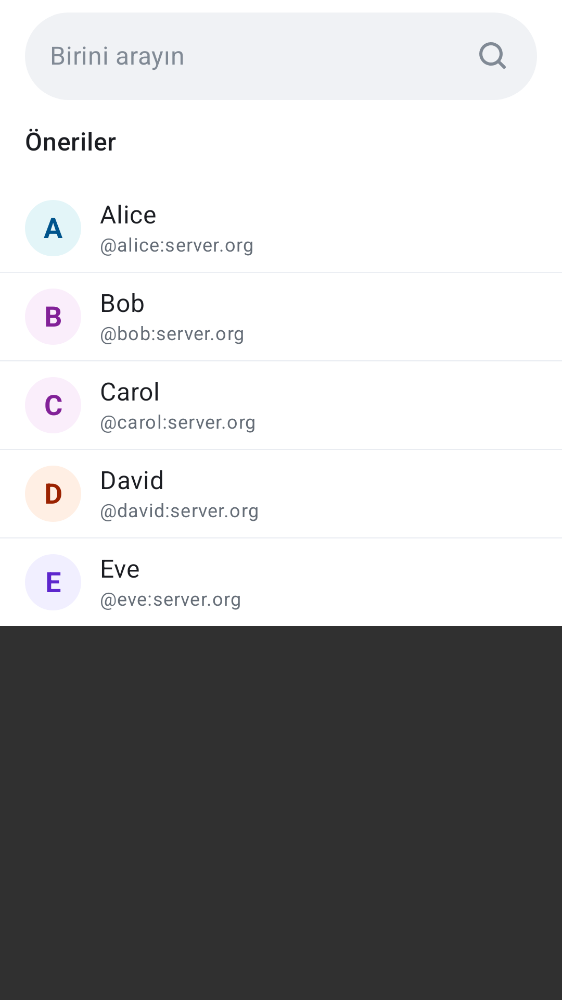 Birini arayın
Öneriler
A
Alice
@alice:server.org
B
Bob
@bob:server.org
C
Carol
@carol:server.org
D
David
@david:server.org
E
Eve
@eve:server.org